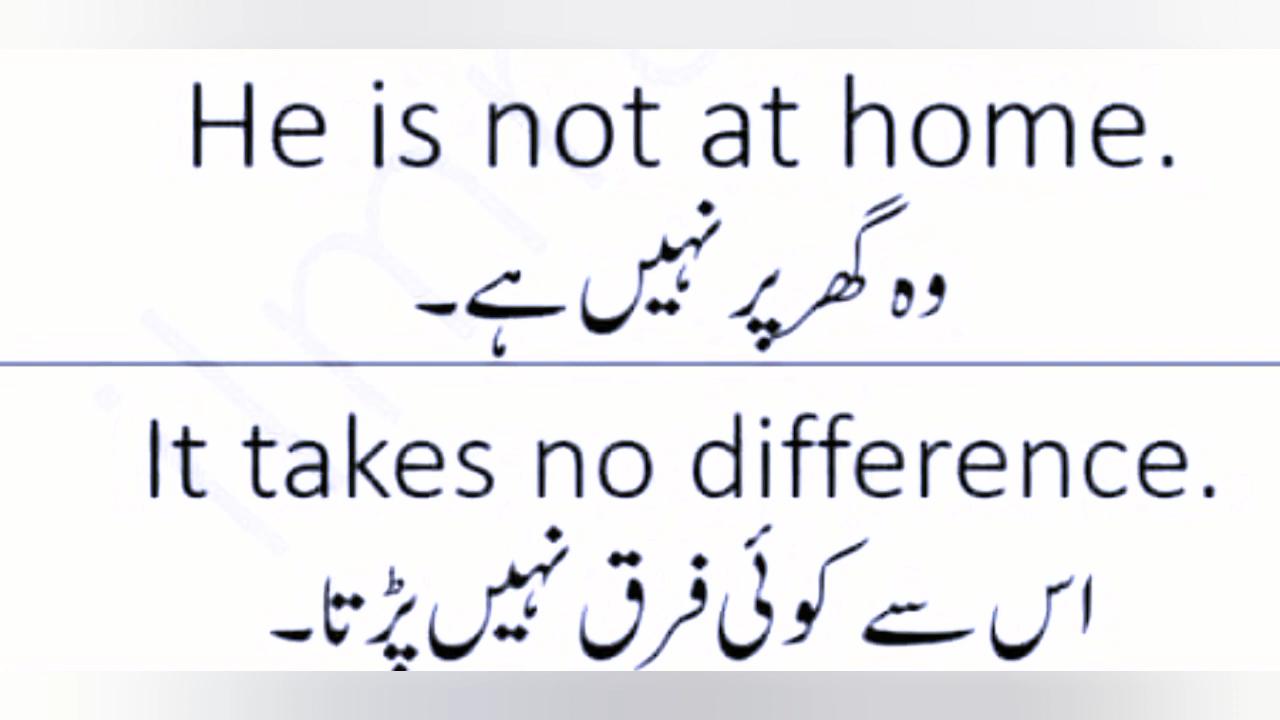 He is not at home.
وہ گھر پر نہیں ہے۔
It takes no difference.
اس سے کوئی فرق نہیں پڑتا۔